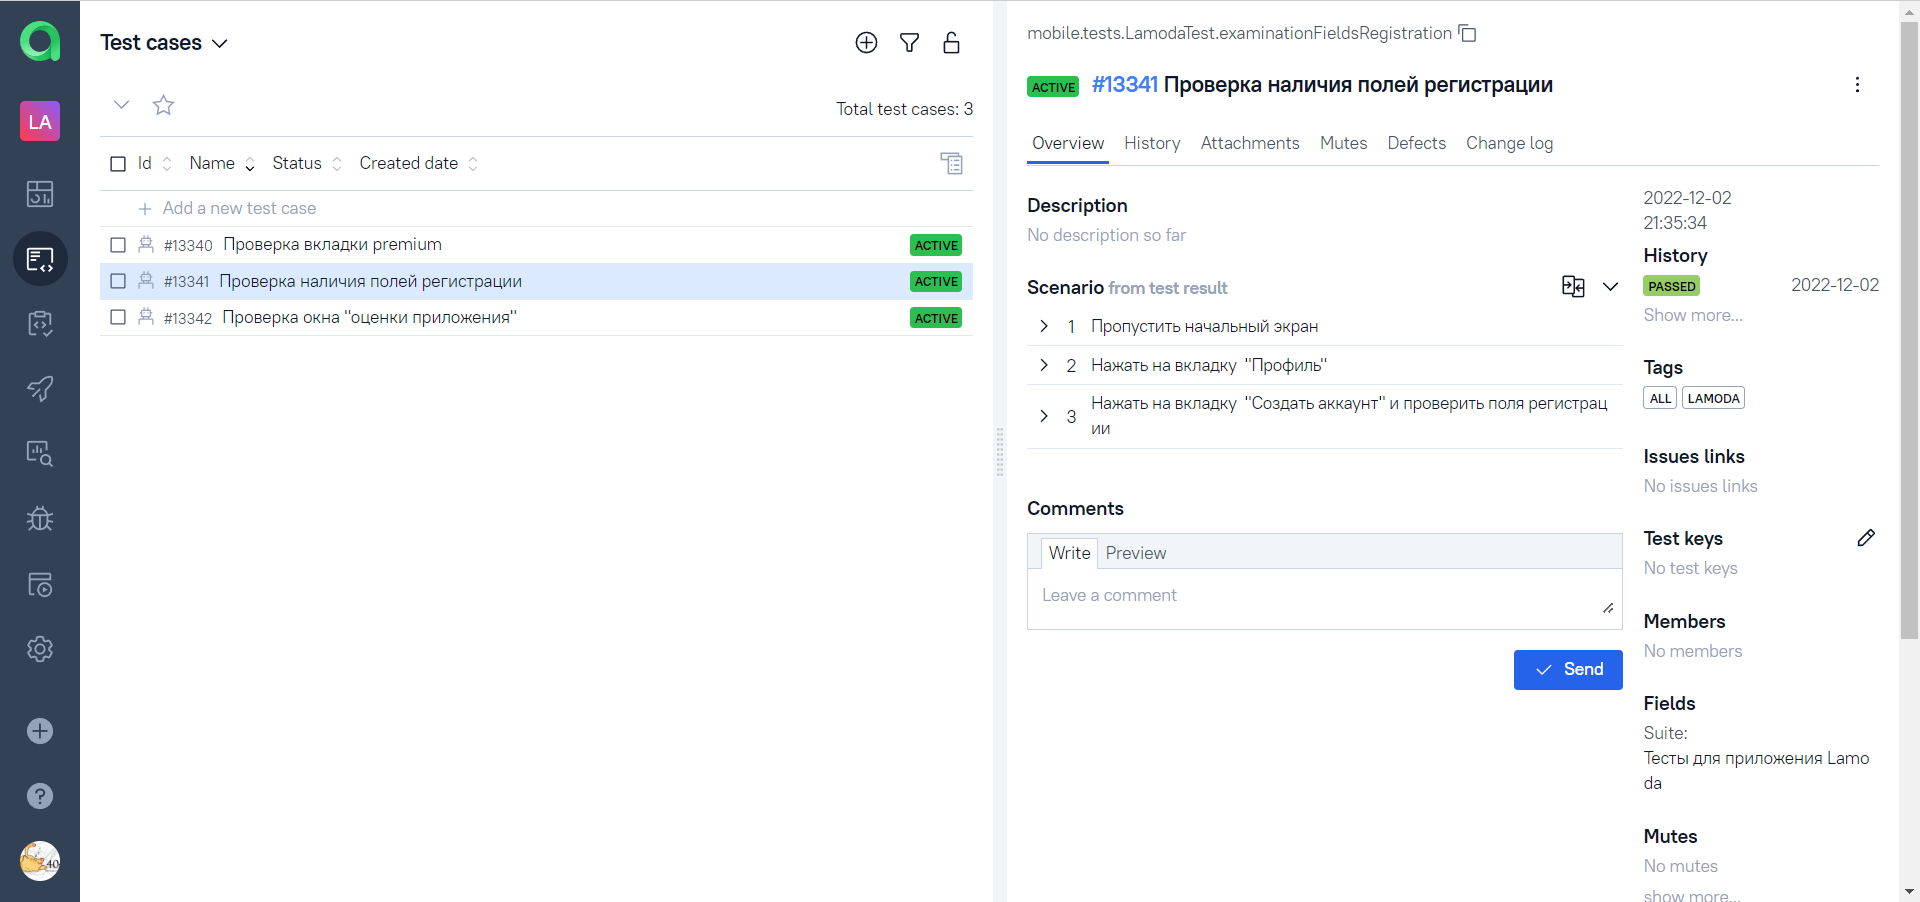 LA
Test cases
Total test cases: 3
Id Name Status Created date
Add a new test case
#13340 Проверка вкладки premium ACTIVE
#13341 Проверка наличия полей регистрации ACTIVE
#13342 Проверка окна "оценки приложения" ACTIVE
mobile.tests.LamodaTest.examinationFieldsRegistration
ACTIVE #13341 Проверка наличия полей регистрации
Overview History Attachments Mutes Defects Change log
Description
No description so far
Scenario from test result
1 Пропустить начальный экран
2 Нажать на вкладку "Профиль"
3 Нажать на вкладку "Создать аккаунт" и проверить поля регистрац
ии
Comments
Write Preview
Leave a comment
Send
2022-12-02
21:35:34
History
PASSED 2022-12-02
Show more...
Tags
ALL LAMODA
Issues links
No issues links
Test keys
No test keys
Members
No members
Fields
Suite:
Тесты для приложения Lamo
da
Mutes
No mutes
show more...
40